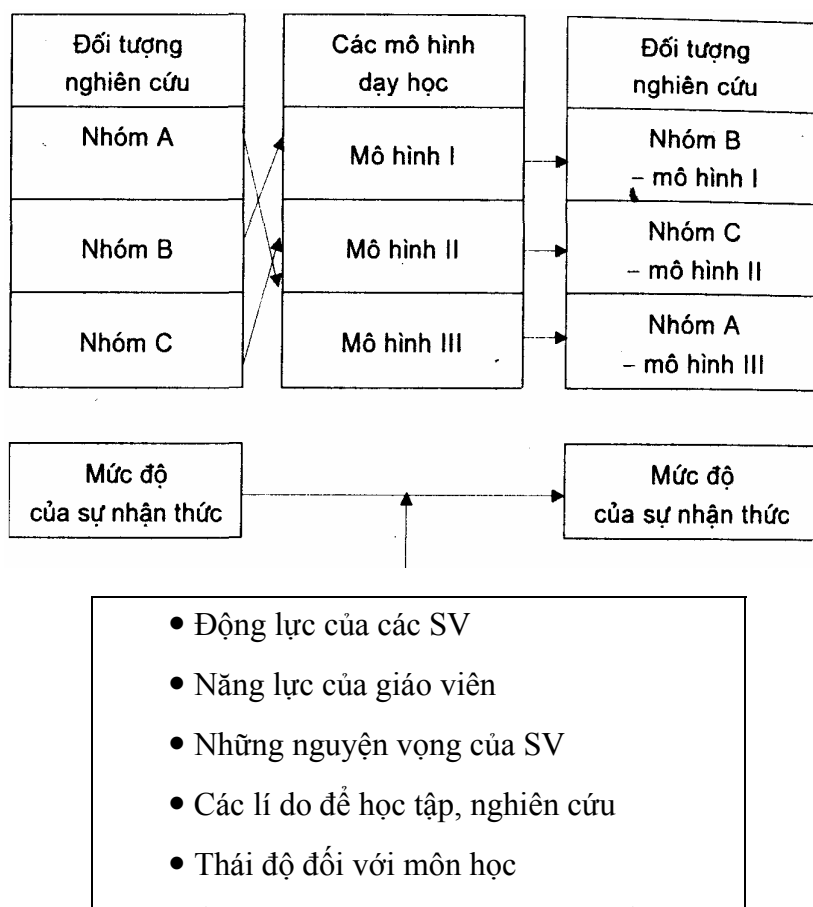 Đối tượng
nghiên cứu
Nhóm A
Nhóm B
Nhóm C
Các mô hình
dạy học
Mô hình I
Mô hình II
Mô hình III
Đối tượng
nghiên cứu
Nhóm B
– mô hình I
Nhóm C
– mô hình II
Nhóm A
– mô hình III
Mức độ
của sự nhận thức
Mức độ
của sự nhận thức
• Động lực của các SV
• Năng lực của giáo viên
• Những nguyện vọng của SV
• Các lí do để học tập, nghiên cứu
• Thái độ đối với môn học